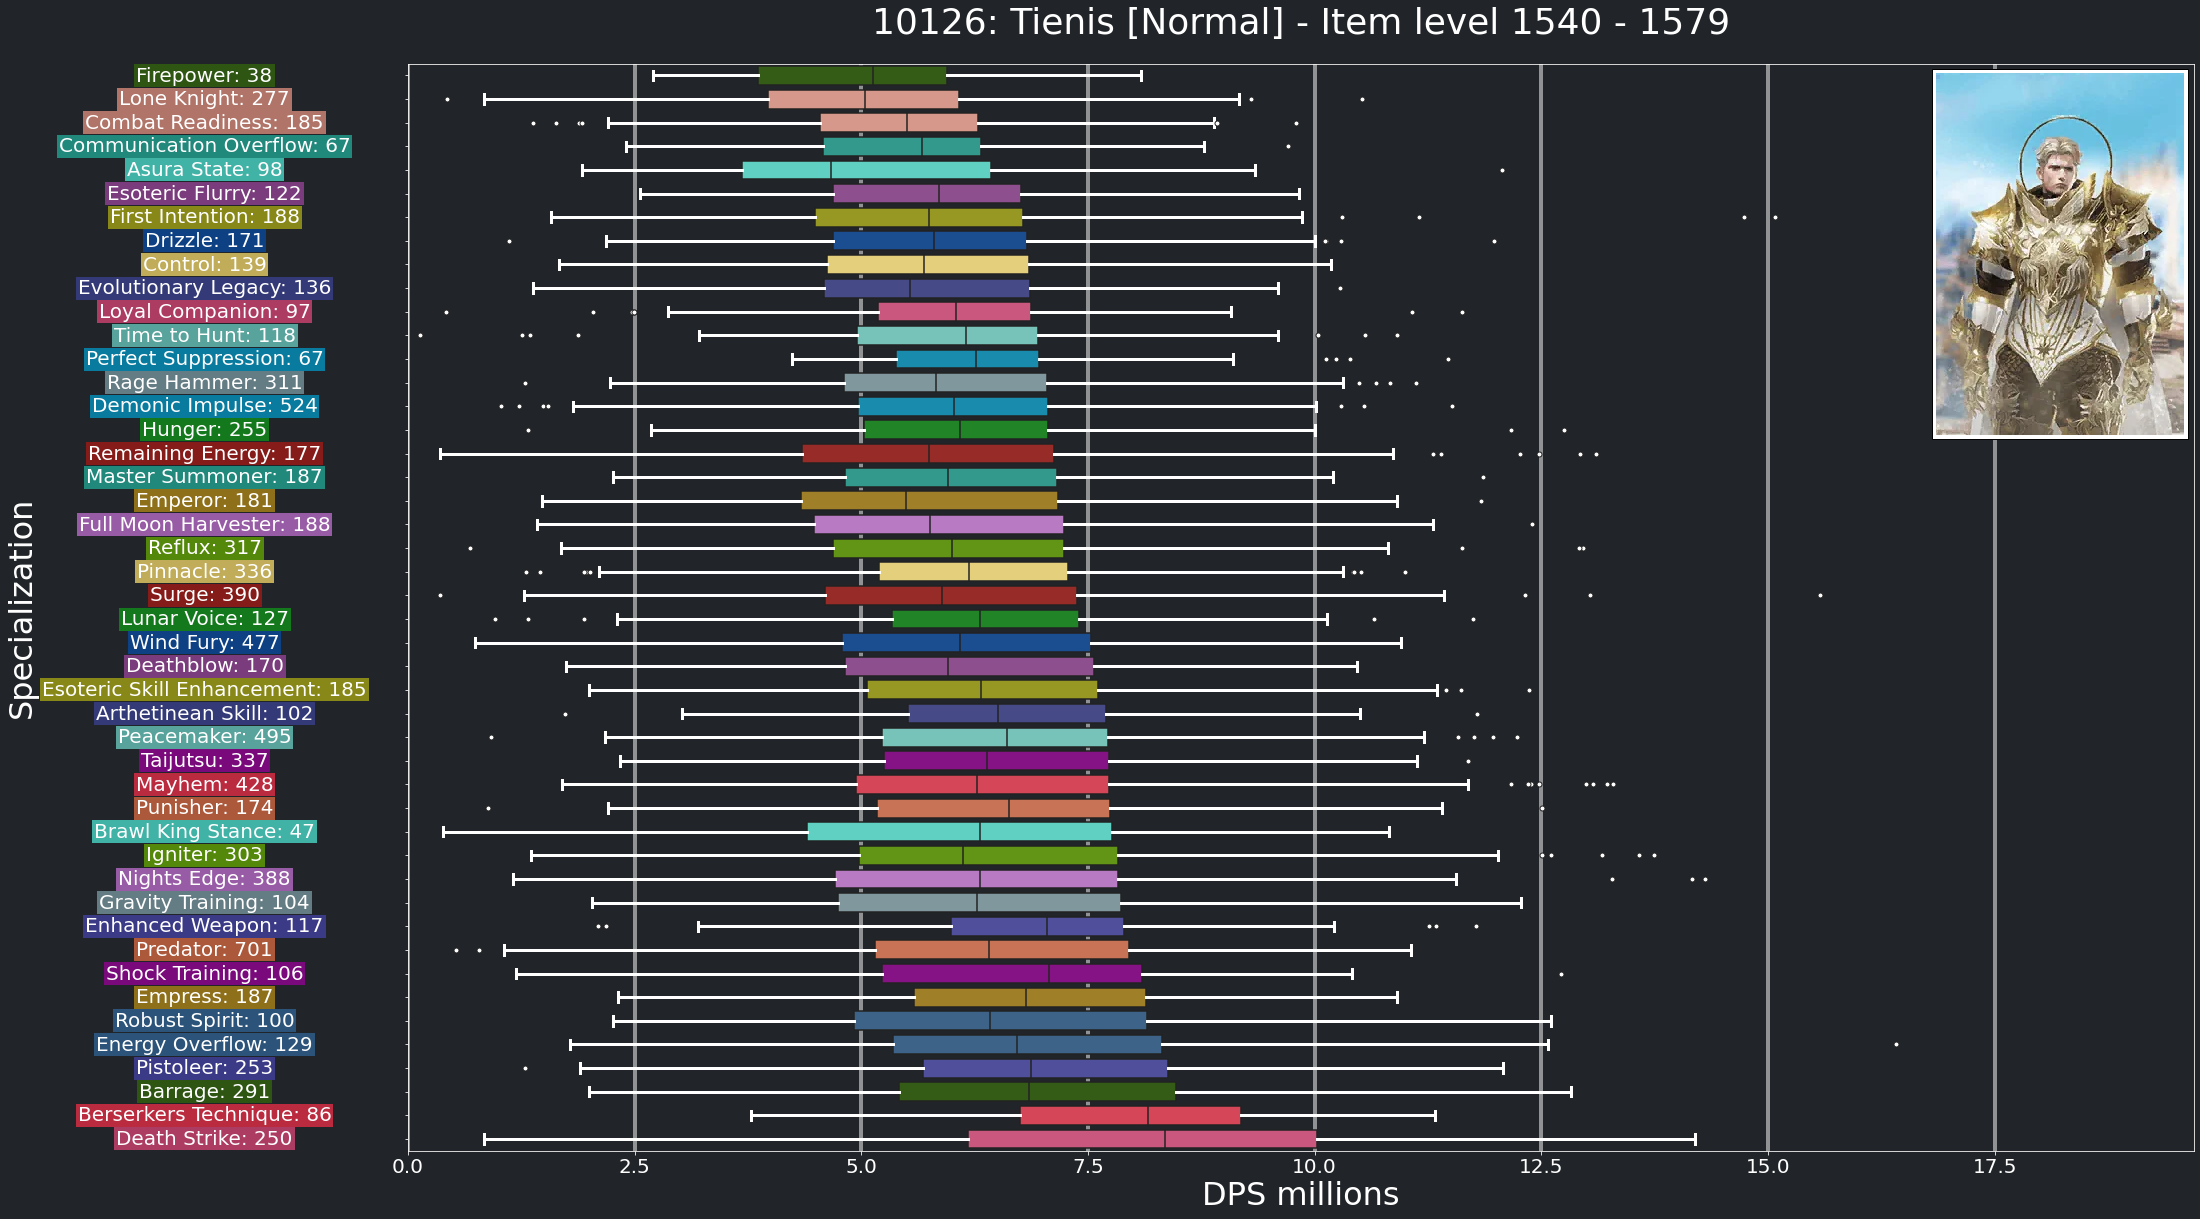 10126: Tienis [Normal] - Item level 1540 - 1579
Firepower: 38
Lone Knight: 277
Combat Readiness: 185
Communication Overflow: 67
Asura State: 98
Esoteric Flurry: 122
First Intention: 188
Drizzle: 171
Control: 139
Evolutionary Legacy: 136
Loyal Companion: 97
Time to Hunt: 118
Perfect Suppression: 67
Rage Hammer: 311
Demonic Impulse: 524
Hunger: 255
Remaining Energy: 177
Master Summoner: 187
Emperor: 181
Full Moon Harvester: 188
Reflux: 317
Pinnacle: 336
Surge: 390
Lunar Voice: 127
Wind Fury: 477
Deathblow: 170
Esoteric Skill Enhancement: 185
Arthetinean Skill: 102
Peacemaker: 495
Taijutsu: 337
Mayhem: 428
Punisher: 174
Brawl King Stance: 47
Igniter: 303
Nights Edge: 388
Gravity Training: 104
Enhanced Weapon: 117
Predator: 701
Shock Training: 106
Empress: 187
Robust Spirit: 100
Energy Overflow: 129
Pistoleer: 253
Barrage: 291
Berserkers Technique: 86
Death Strike: 250
Specialization
0.0 2.5 5.0 7.5 10.0 12.5 15.0 17.5
DPS millions